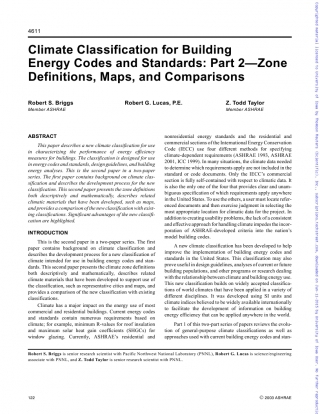 4611
Climate Classification for Building
Energy Codes and Standards: Part 2—Zone
Definitions, Maps, and Comparisons
Robert S. Briggs
Member ASHRAE
Robert G. Lucas, P.E.
Z. Todd Taylor
Member ASHRAE
ABSTRACT
This paper describes a new climate classification for use
in characterizing the performance of energy efficiency
measures for buildings. The classification is designed for use
in energy codes and standards, design guidelines, and building
energy analyses. This is the second paper in a two-paper
series. The first paper contains background on climate clas-
sification and describes the development process for the new
classification. This second paper presents the zone definitions
both descriptively and mathematically, describes related
climatic materials that have been developed, such as maps,
and provides a comparison of the new classification with exist-
ing classifications. Significant advantages of the new classifi-
cation are highlighted.
INTRODUCTION
This is the second paper in a two-paper series. The first
paper contains background on climate classification and
describes the development process for a new classification of
climates intended for use in building energy codes and stan-
dards. This second paper presents the climate zone definitions
both descriptively and mathematically, describes related
climatic materials that have been developed to support use of
the classification, such as representative cities and maps, and
provides a comparison of the new classification with existing
classifications.
Climate has a major impact on the energy use of most
commercial and residential buildings. Current energy codes
and standards contain numerous requirements based on
climate; for example, minimum R-values for roof insulation
and maximum solar heat gain coefficients (SHGCs) for
window glazing. Currently, ASHRAE's residential and
nonresidential energy standards and the residential and
commercial sections of the International Energy Conservation
Code (IECC) use four different methods for specifying
climate-dependent requirements (ASHRAE 1993, ASHRAE
2001, ICC 1999). In many situations, the climate data needed
to determine which requirements apply are not included in the
standard or code documents. Only the IECC's commercial
section is fully self-contained with respect to climatic data. It
is also the only one of the four that provides clear and unam-
biguous specification of which requirements apply anywhere
in the United States. To use the others, a user must locate refer-
enced documents and then exercise judgment in selecting the
most appropriate location for climatic data for the project. In
addition to creating usability problems, the lack of a consistent
and effective approach for handling climate impedes the incor-
poration of ASHRAE-developed criteria into the nation's
model building codes.
A new climate classification has been developed to help
improve the implementation of building energy codes and
standards in the United States. This classification may also
prove useful in design guidelines, analyses of current or future
building populations, and other programs or research dealing
with the relationship between climate and building energy use.
This new classification builds on widely accepted classifica-
tions of world climates that have been applied in a variety of
different disciplines. It was developed using SI units and
climate indices believed to be widely available internationally
to facilitate the development of information on building
energy efficiency that can be applied anywhere in the world.
Part 1 of this two-part series of papers reviews the evolu-
tion of general-purpose climate classifications as well as
approaches used with current building energy codes and stan-
Robert S. Briggs is senior research scientist with Pacific Northwest National Laboratory (PNNL), Robert G. Lucas is science/engineering
associate with PNNL, and Z. Todd Taylor is senior research scientist with PNNL.
122
© 2003 ASHRAE